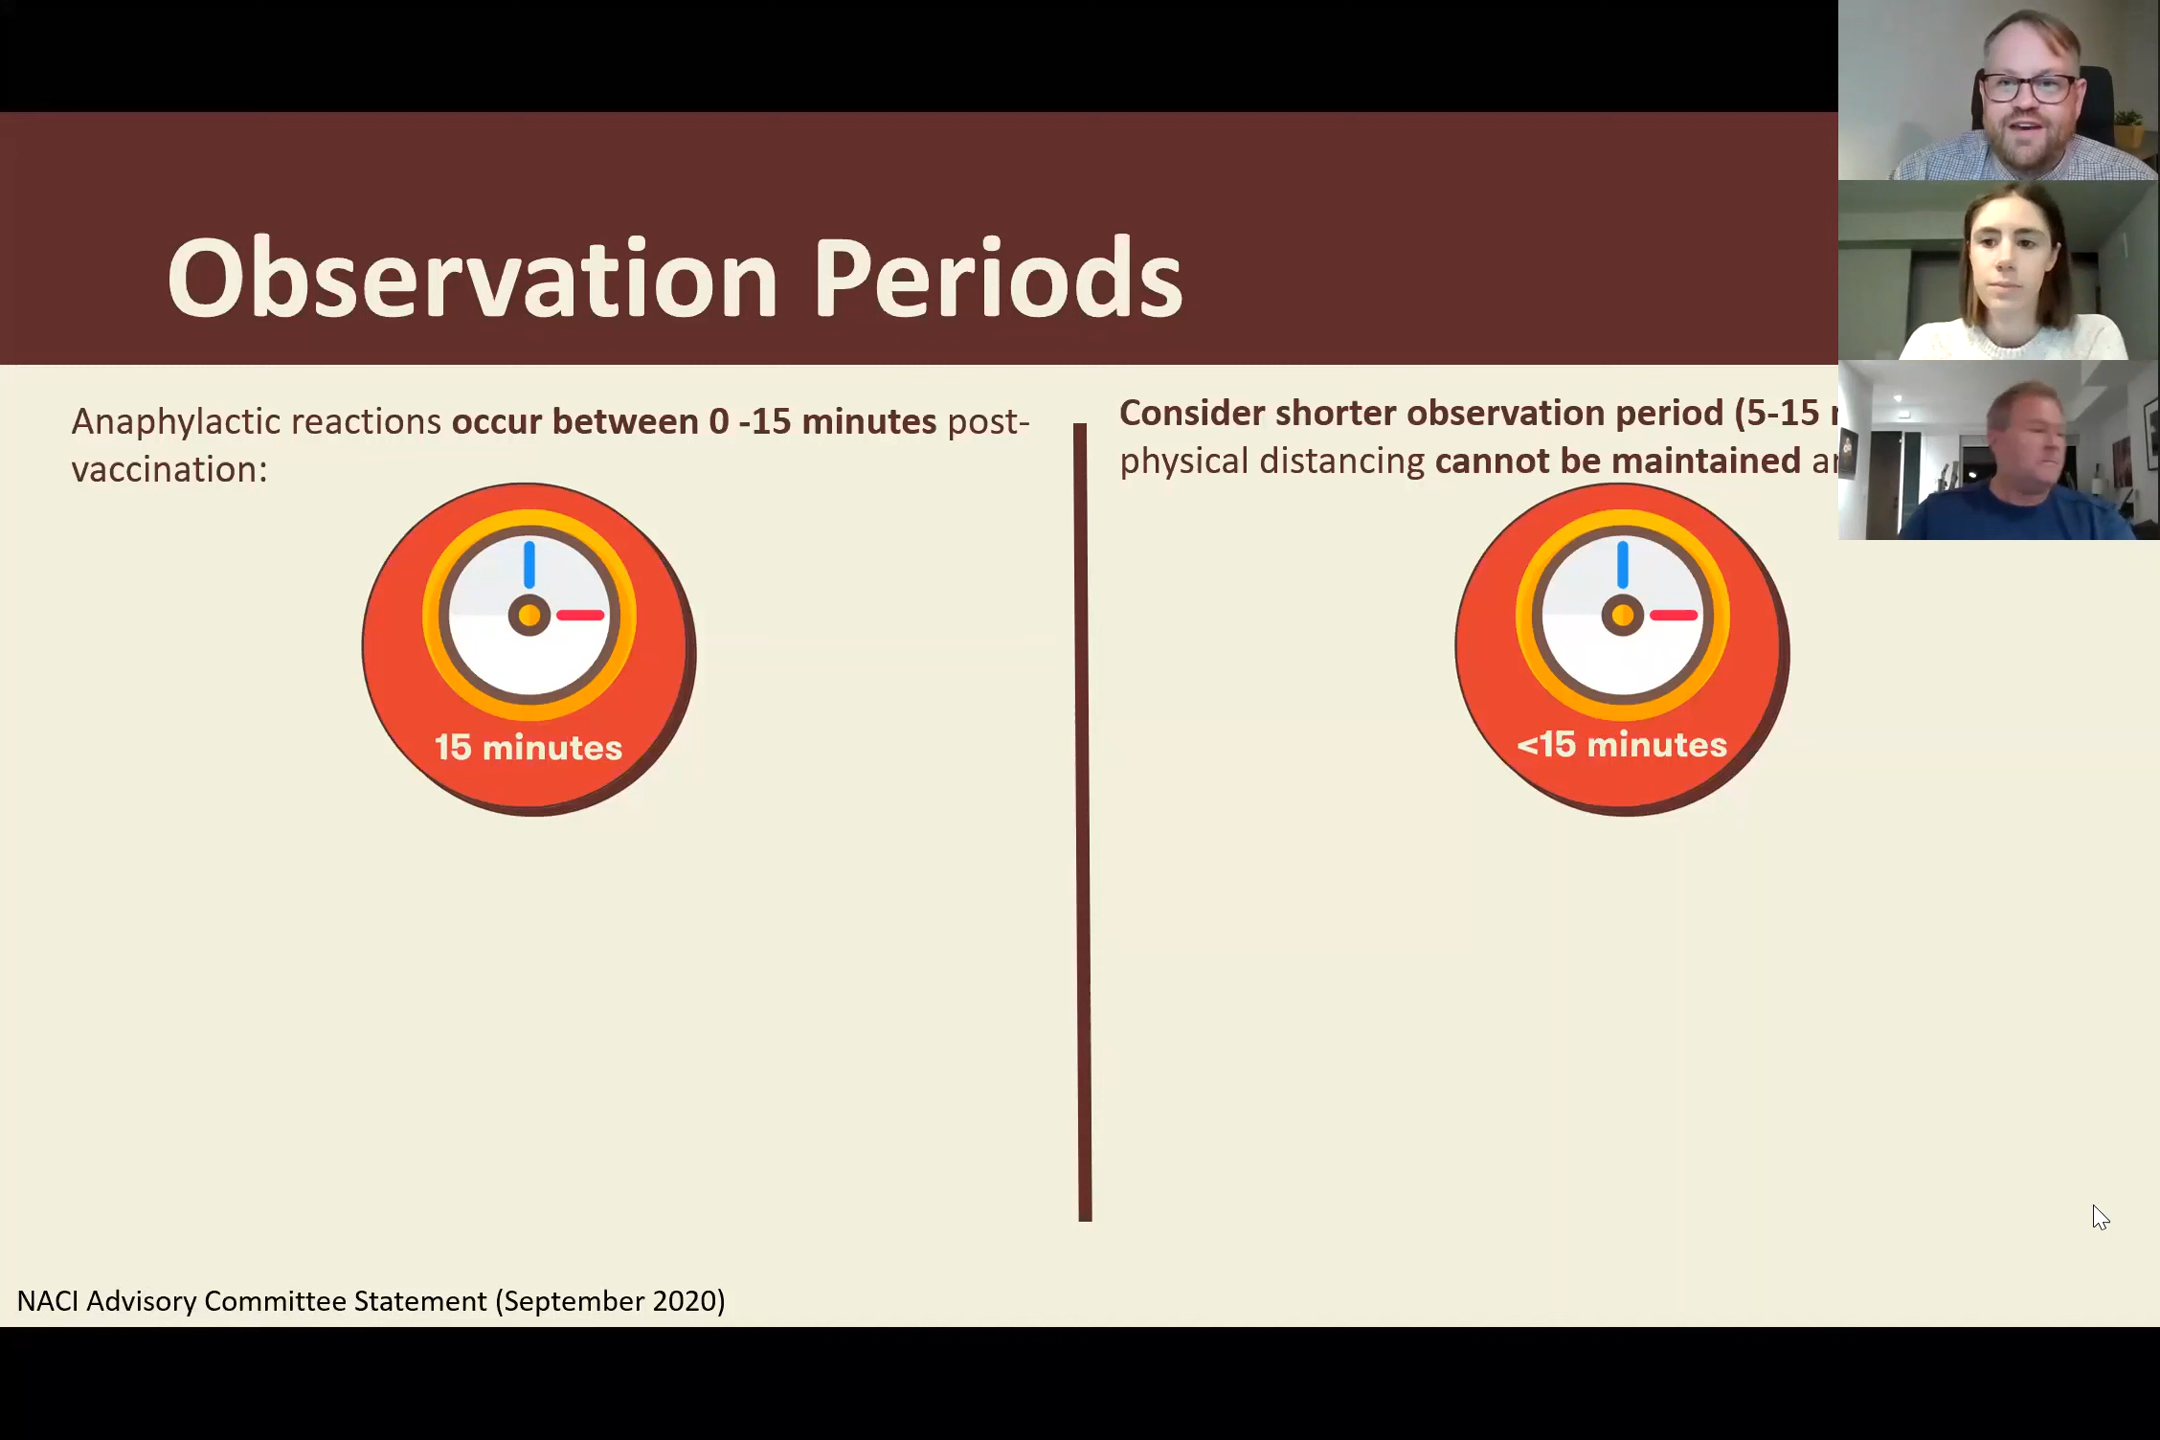 Observation Periods
Anaphylactic reactions occur between 0 -15 minutes post-
vaccination:
15 minutes
Consider shorter observation period (5-15
physical distancing cannot be maintained
<15 minutes
NACI Advisory Committee Statement (September 2020)